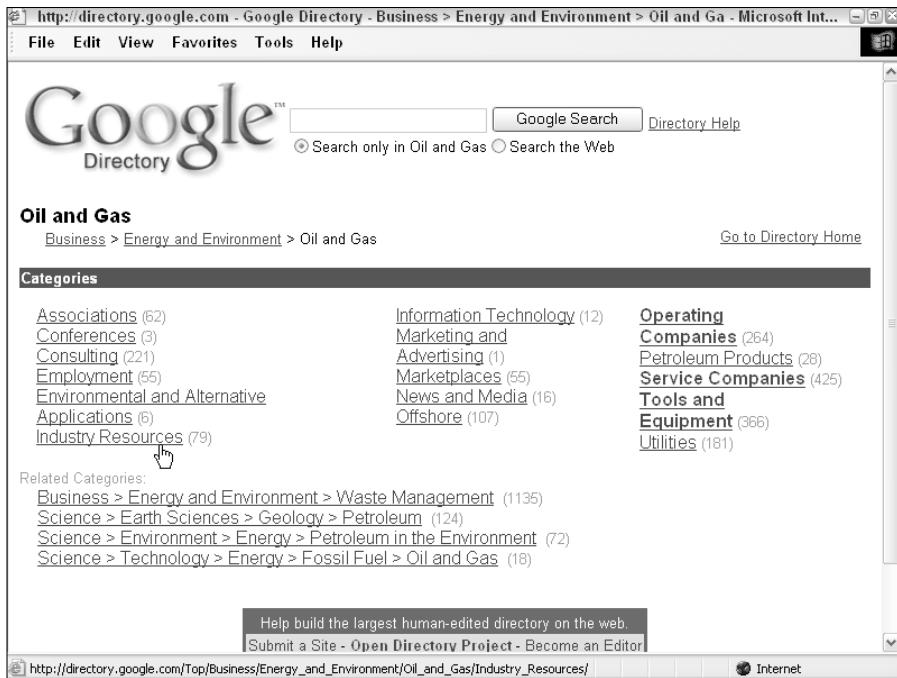 http://directory.google.com - Google Directory - Business > Energy and Environment > Oil and Ga - Microsoft Int...
File Edit View Favorites Tools Help
Google™
Directory
Google Search
Directory Help
Search only in Oil and Gas Search the Web
Oil and Gas
Business > Energy and Environment > Oil and Gas
Go to Directory Home
Categories
Associations (62)
Conferences (3)
Consulting (221)
Employment (55)
Environmental and Alternative
Applications (6)
Industry Resources (79)
Information Technology (12)
Marketing and
Advertising (1)
Marketplaces (55)
News and Media (16)
Offshore (107)
Operating
Companies (264)
Petroleum Products (28)
Service Companies (425)
Tools and
Equipment (366)
Utilities (181)
Related Categories:
Business > Energy and Environment > Waste Management (1135)
Science > Earth Sciences > Geology > Petroleum (124)
Science > Environment > Energy > Petroleum in the Environment (72)
Science > Technology > Energy > Fossil Fuel > Oil and Gas (18)
Help build the largest human-edited directory on the web.
Submit a Site - Open Directory Project - Become an Editor
http://directory.google.com/Top/Business/Energy_and_Environment/Oil_and_Gas/Industry_Resources/
Internet